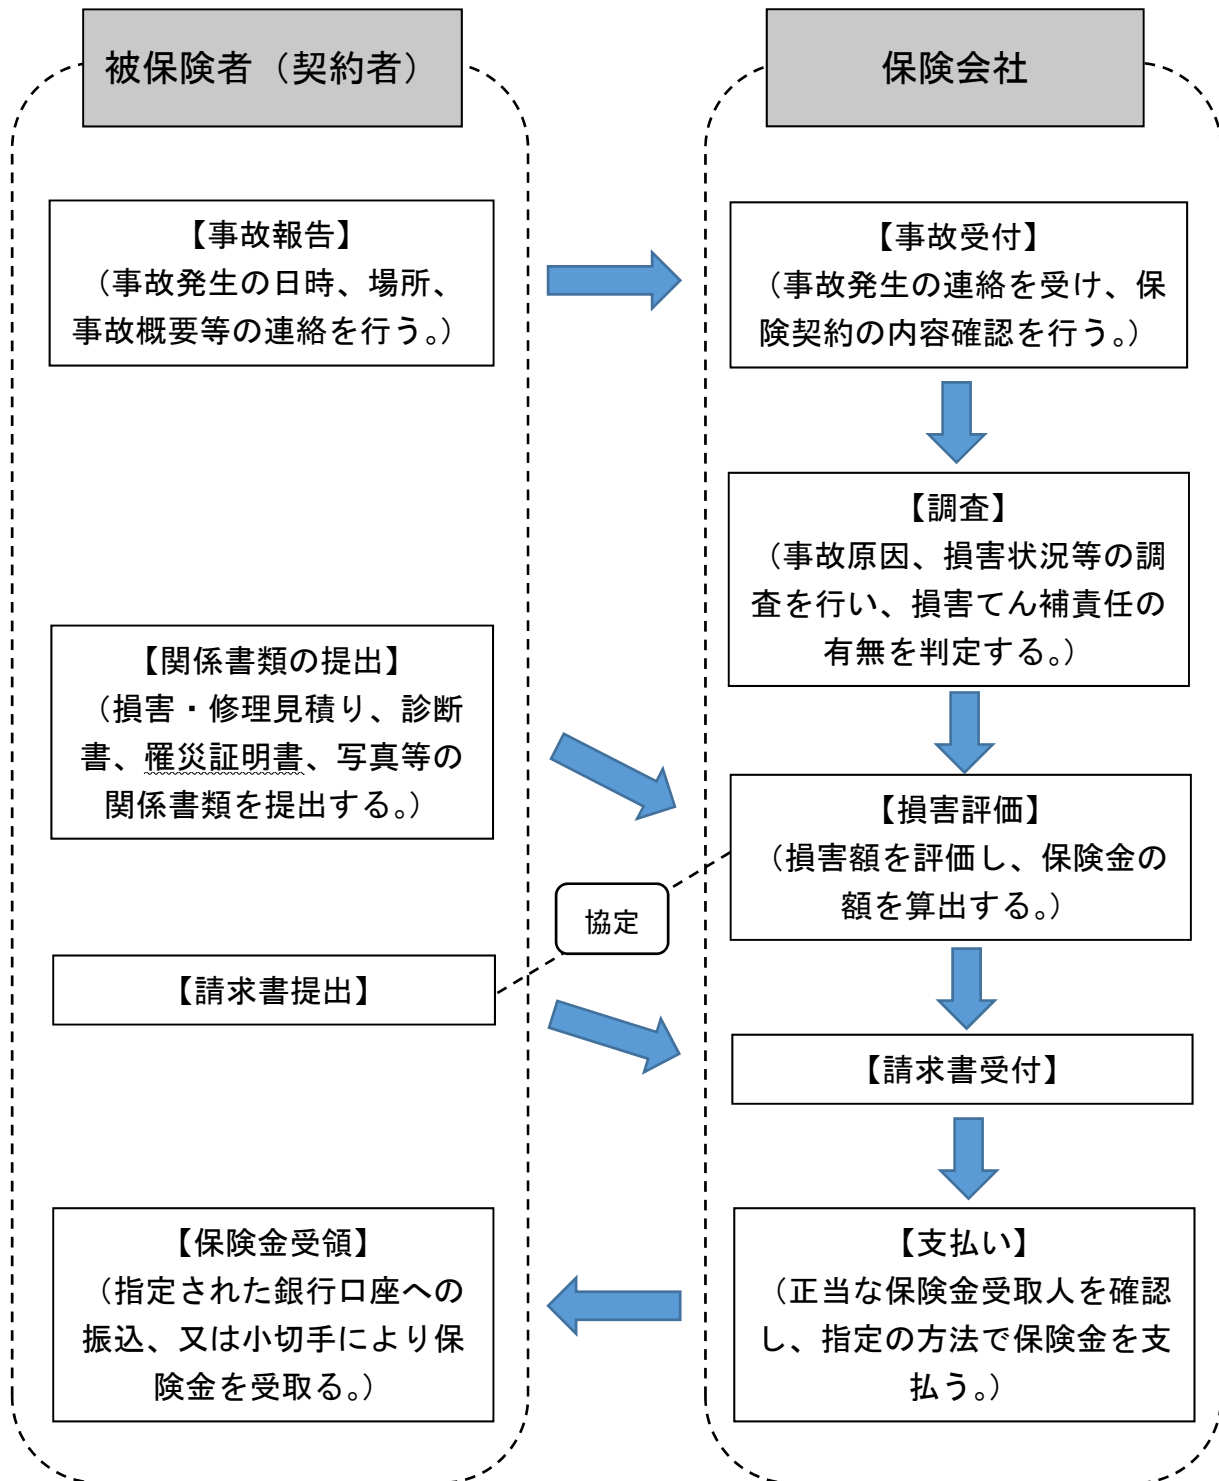 被保険者（契約者）
保険会社
【事故報告】
（事故発生の日時、場所、
事故概要等の連絡を行う。）
【事故受付】
（事故発生の連絡を受け、保
険契約の内容確認を行う。）
【調査】
（事故原因、損害状況等の調
査を行い、損害てん補責任の
有無を判定する。）
【関係書類の提出】
（損害・修理見積り、診断
書、罹災証明書、写真等の
関係書類を提出する。）
【損害評価】
（損害額を評価し、保険金の
額を算出する。）
協定
【請求書提出】
【請求書受付】
【保険金受領】
（指定された銀行口座への
振込、又は小切手により保
険金を受取る。）
【支払い】
（正当な保険金受取人を確認
し、指定の方法で保険金を支
払う。）